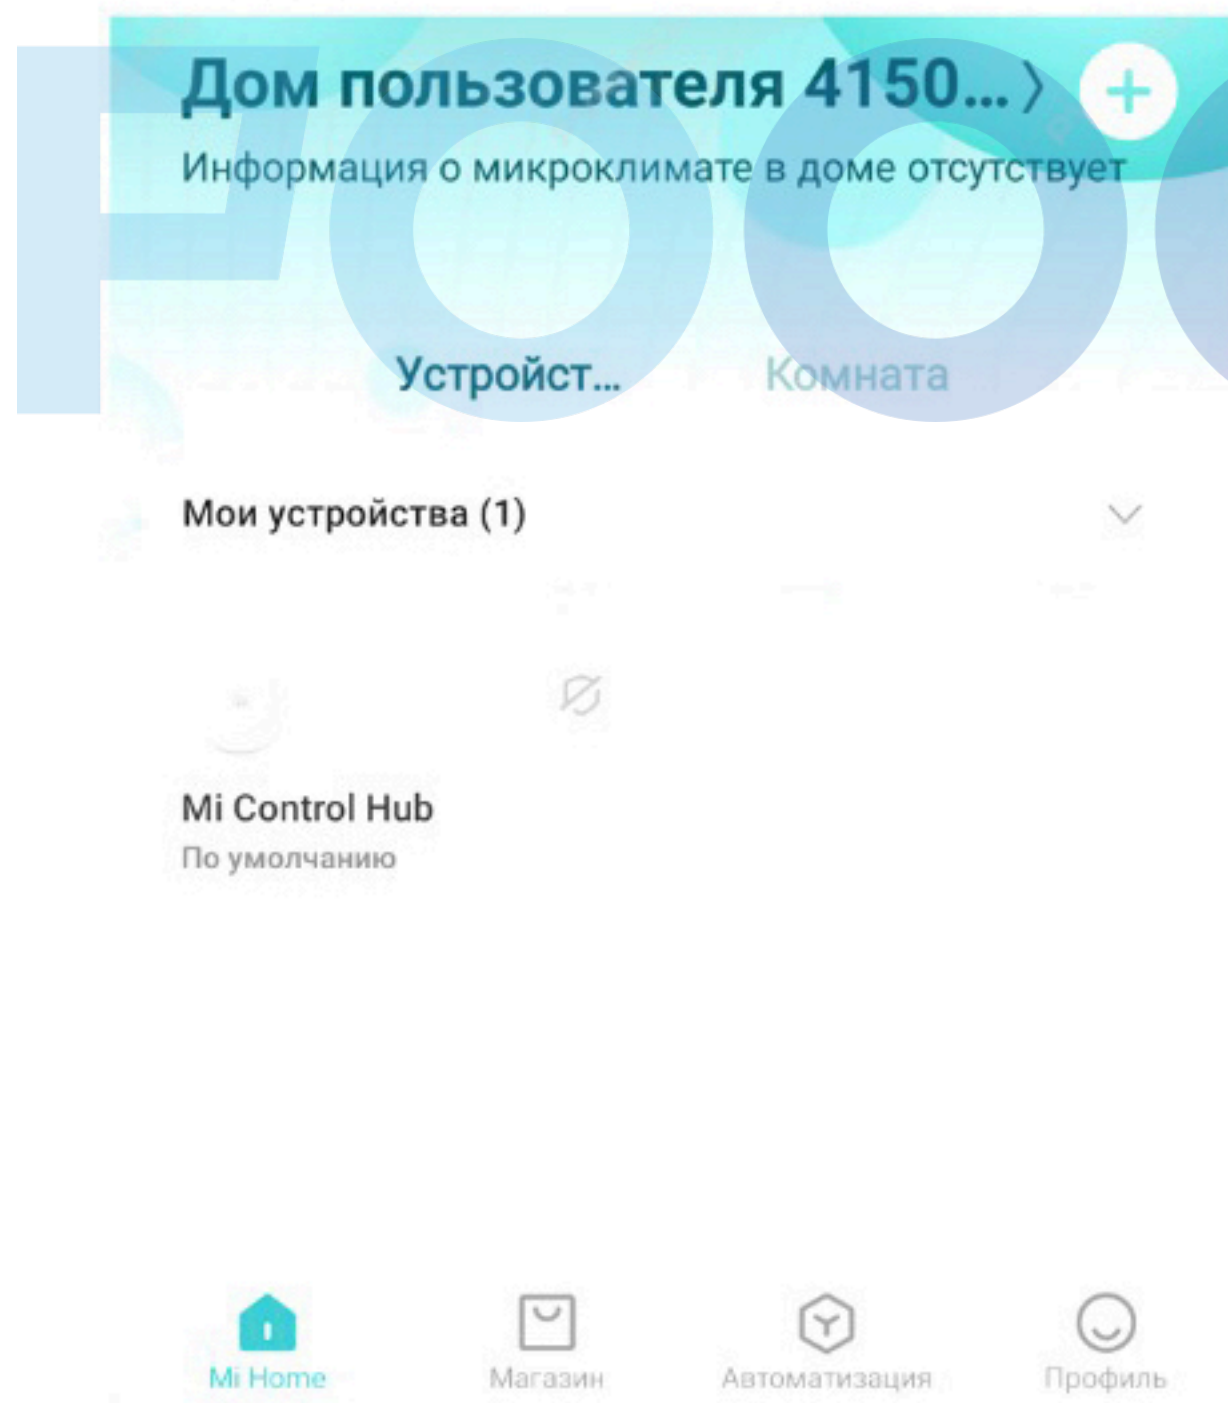 Дом пользователя 4150...
Информация о микроклимате в доме отсутствует
Устройст... Комната
Мои устройства (1)
Mi Control Hub
По умолчанию
Mi Home Магазин Автоматизация Профиль